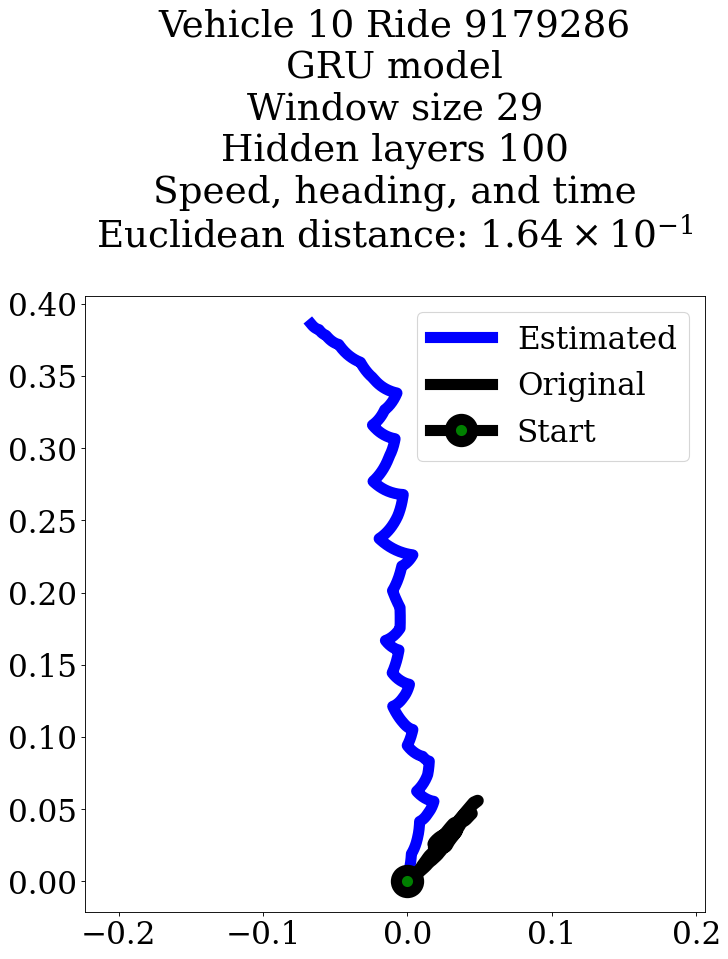 Vehicle 10 Ride 9179286
GRU model
Window size 29
Hidden layers 100
Speed, heading, and time
Euclidean distance: 1.64 × 10⁻¹
Estimated
Original
Start
0.40
0.35
0.30
0.25
0.20
0.15
0.10
0.05
0.00
−0.2 −0.1 0.0 0.1 0.2